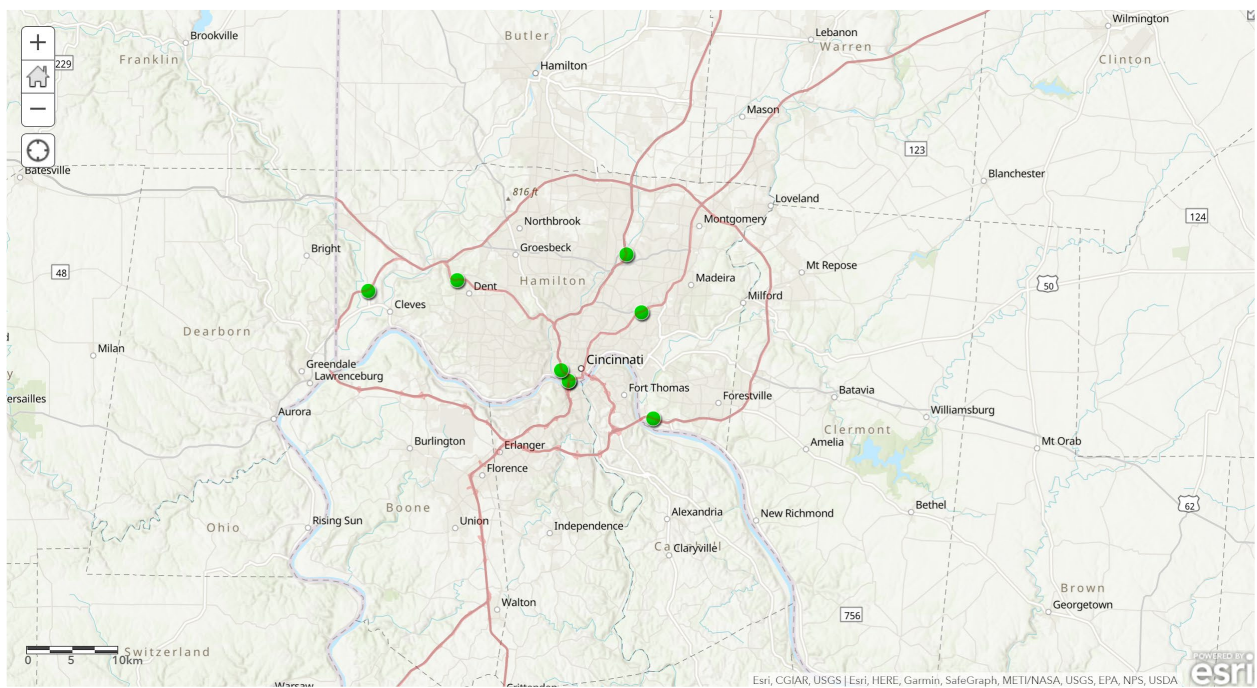 Brookville
Butler
Lebanon
Wilmington
Warren
Franklin
229
Clinton
Hamilton
Mason
123
Batesville
Blanchester
816 ft
Loveland
124
Northbrook
Montgomery
Bright
Groesbeck
48
Hamilton
Madeira
Mt Repose
50
Dent
Milford
Cleves
Dearborn
Milan
Cincinnati
Greendale
Lawrenceburg
Fort Thomas
Batavia
ersailles
Forestville
Aurora
Williamsburg
Clermont
Burlington
Erlanger
Amelia
Mt Orab
Florence
Boone
Bethel
62
Ohio
Rising Sun
Union
Independence
Alexandria
New Richmond
Claryville
Brown
Walton
756
Georgetown
0 5 10km
Switzerland
POWERED BY
esri
Esri, CGIAR, USGS | Esri, HERE, Garmin, SafeGraph, METI/NASA, USGS, EPA, NPS, USDA
Warsaw
Crittenden